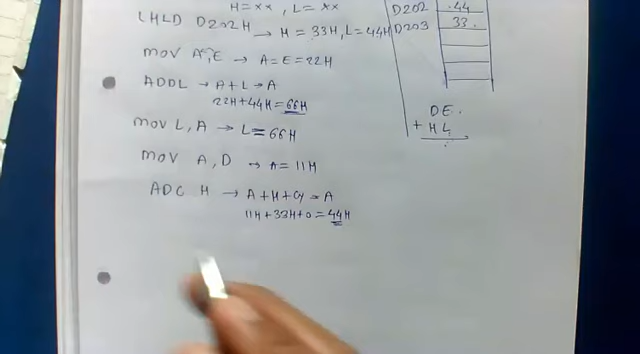 H = xx , L = xx
LHLD D202H → H = 33H, L = 44H
MOV A, E → A = E = 22H
ADDL → A + L → A
22H + 44H = 66H
MOV L, A → L = 66H
MOV A, D → A = 11H
ADC H → A + H + Cy → A
11H + 33H + 0 = 44H
D202 44
D203 33
DE
+ HL